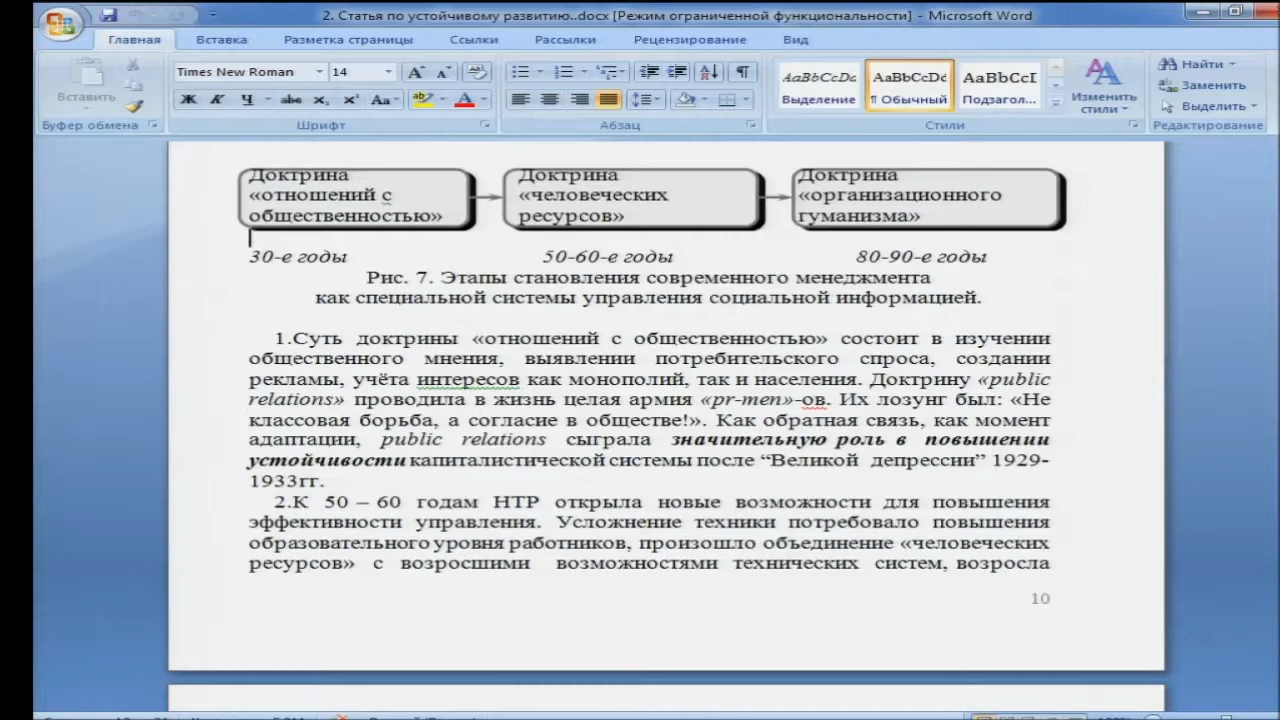 2. Статья по устойчивому развитию..docx [Режим ограниченной функциональности] - Microsoft Word
Главная Вставка Разметка страницы Ссылки Рассылки Рецензирование Вид
Вставить
Times New Roman 14
Ж К Ч abc x₂ x² Aa ab А
АЯ ¶
AaBbCcDc AaBbCcDc AaBbCcI
Выделение ¶ Обычный Подзагол...
Изменить стили
Найти
Заменить
Выделить
Буфер обмена Шрифт Абзац Стили Редактирование
Доктрина «отношений с общественностью»
Доктрина «человеческих ресурсов»
Доктрина «организационного гуманизма»
30-е годы 50-60-е годы 80-90-е годы
Рис. 7. Этапы становления современного менеджмента
как специальной системы управления социальной информацией.
1.Суть доктрины «отношений с общественностью» состоит в изучении
общественного мнения, выявлении потребительского спроса, создании
рекламы, учёта интересов как монополий, так и населения. Доктрину «public
relations» проводила в жизнь целая армия «pr-men»-ов. Их лозунг был: «Не
классовая борьба, а согласие в обществе!». Как обратная связь, как момент
адаптации, public relations сыграла значительную роль в повышении
устойчивости капиталистической системы после “Великой депрессии” 1929-
1933гг.
2.К 50 – 60 годам НТР открыла новые возможности для повышения
эффективности управления. Усложнение техники потребовало повышения
образовательного уровня работников, произошло объединение «человеческих
ресурсов» с возросшими возможностями технических систем, возросла
10